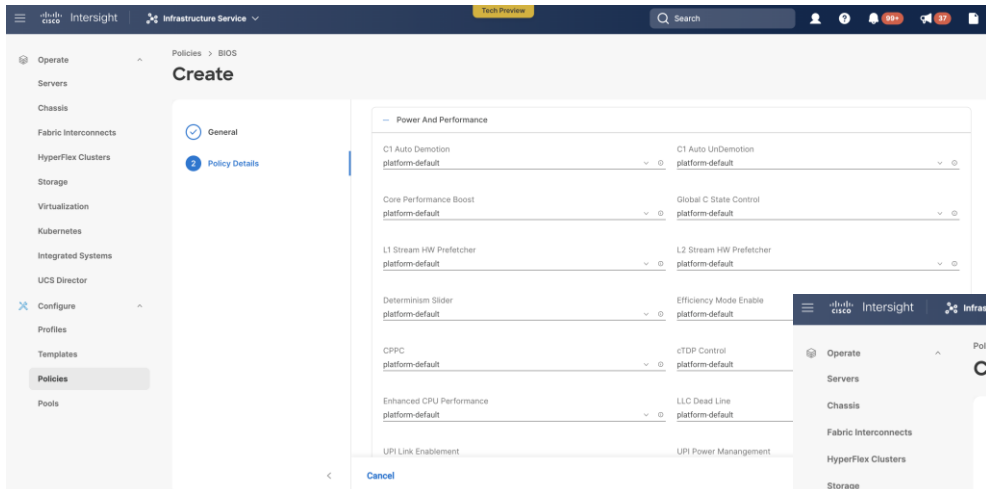 Tech Preview
cisco Intersight Infrastructure Service Search 99+ 37
Policies > BIOS
Create
Operate
Servers
Chassis
Fabric Interconnects
HyperFlex Clusters
Storage
Virtualization
Kubernetes
Integrated Systems
UCS Director
Configure
Profiles
Templates
Policies
Pools
General
2 Policy Details
Power And Performance
C1 Auto Demotion C1 Auto UnDemotion
platform-default platform-default
Core Performance Boost Global C State Control
platform-default platform-default
L1 Stream HW Prefetcher L2 Stream HW Prefetcher
platform-default platform-default
Determinism Slider Efficiency Mode Enable
platform-default platform-default
CPPC cTDP Control
platform-default platform-default
Enhanced CPU Performance LLC Dead Line
platform-default platform-default
UPI Link Enablement UPI Power Manangement
Cancel
cisco Intersight Infras
Pol
C
Operate
Servers
Chassis
Fabric Interconnects
HyperFlex Clusters
Storage